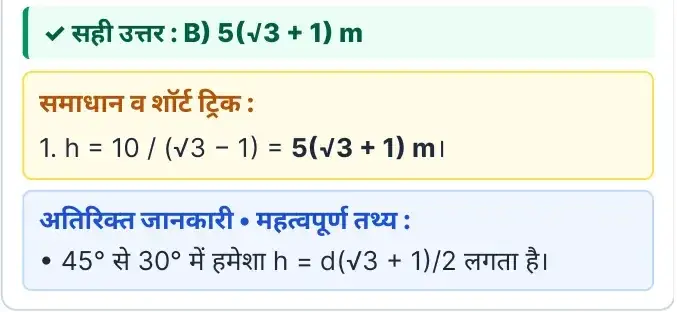 ✓ सही उत्तर : B) 5(√3 + 1) m
समाधान व शॉर्ट ट्रिक :
1. h = 10 / (√3 − 1) = 5(√3 + 1) m।
अतिरिक्त जानकारी • महत्वपूर्ण तथ्य :
• 45° से 30° में हमेशा h = d(√3 + 1)/2 लगता है।